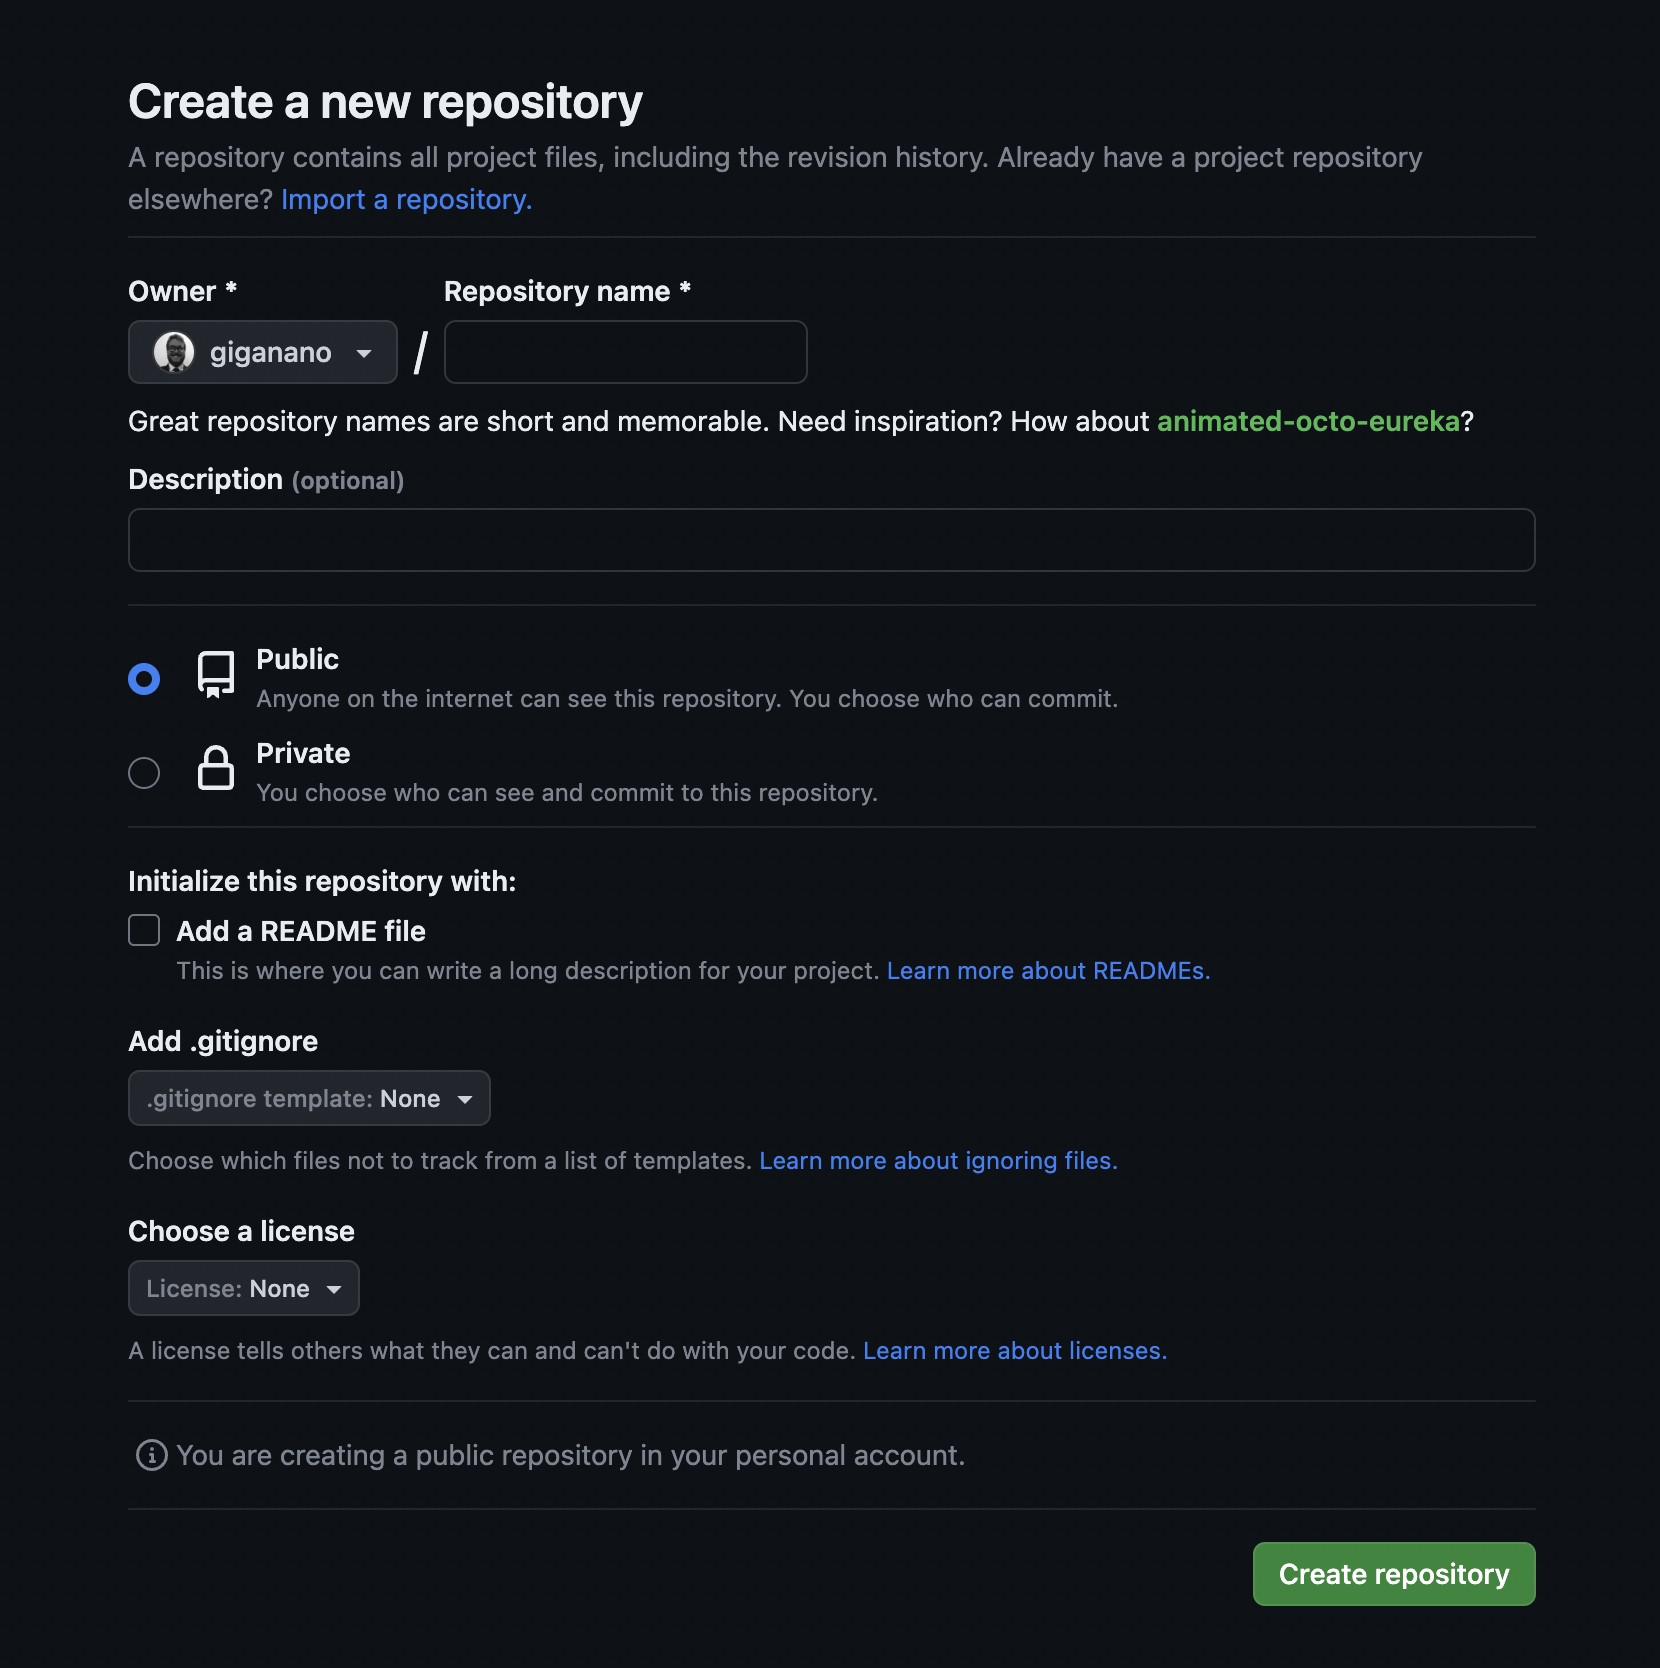 Create a new repository
A repository contains all project files, including the revision history. Already have a project repository
elsewhere? Import a repository.
Owner *
Repository name *
giganano
/
Great repository names are short and memorable. Need inspiration? How about animated-octo-eureka?
Description (optional)
Public
Anyone on the internet can see this repository. You choose who can commit.
Private
You choose who can see and commit to this repository.
Initialize this repository with:
Add a README file
This is where you can write a long description for your project. Learn more about READMEs.
Add .gitignore
.gitignore template: None
Choose which files not to track from a list of templates. Learn more about ignoring files.
Choose a license
License: None
A license tells others what they can and can't do with your code. Learn more about licenses.
You are creating a public repository in your personal account.
Create repository